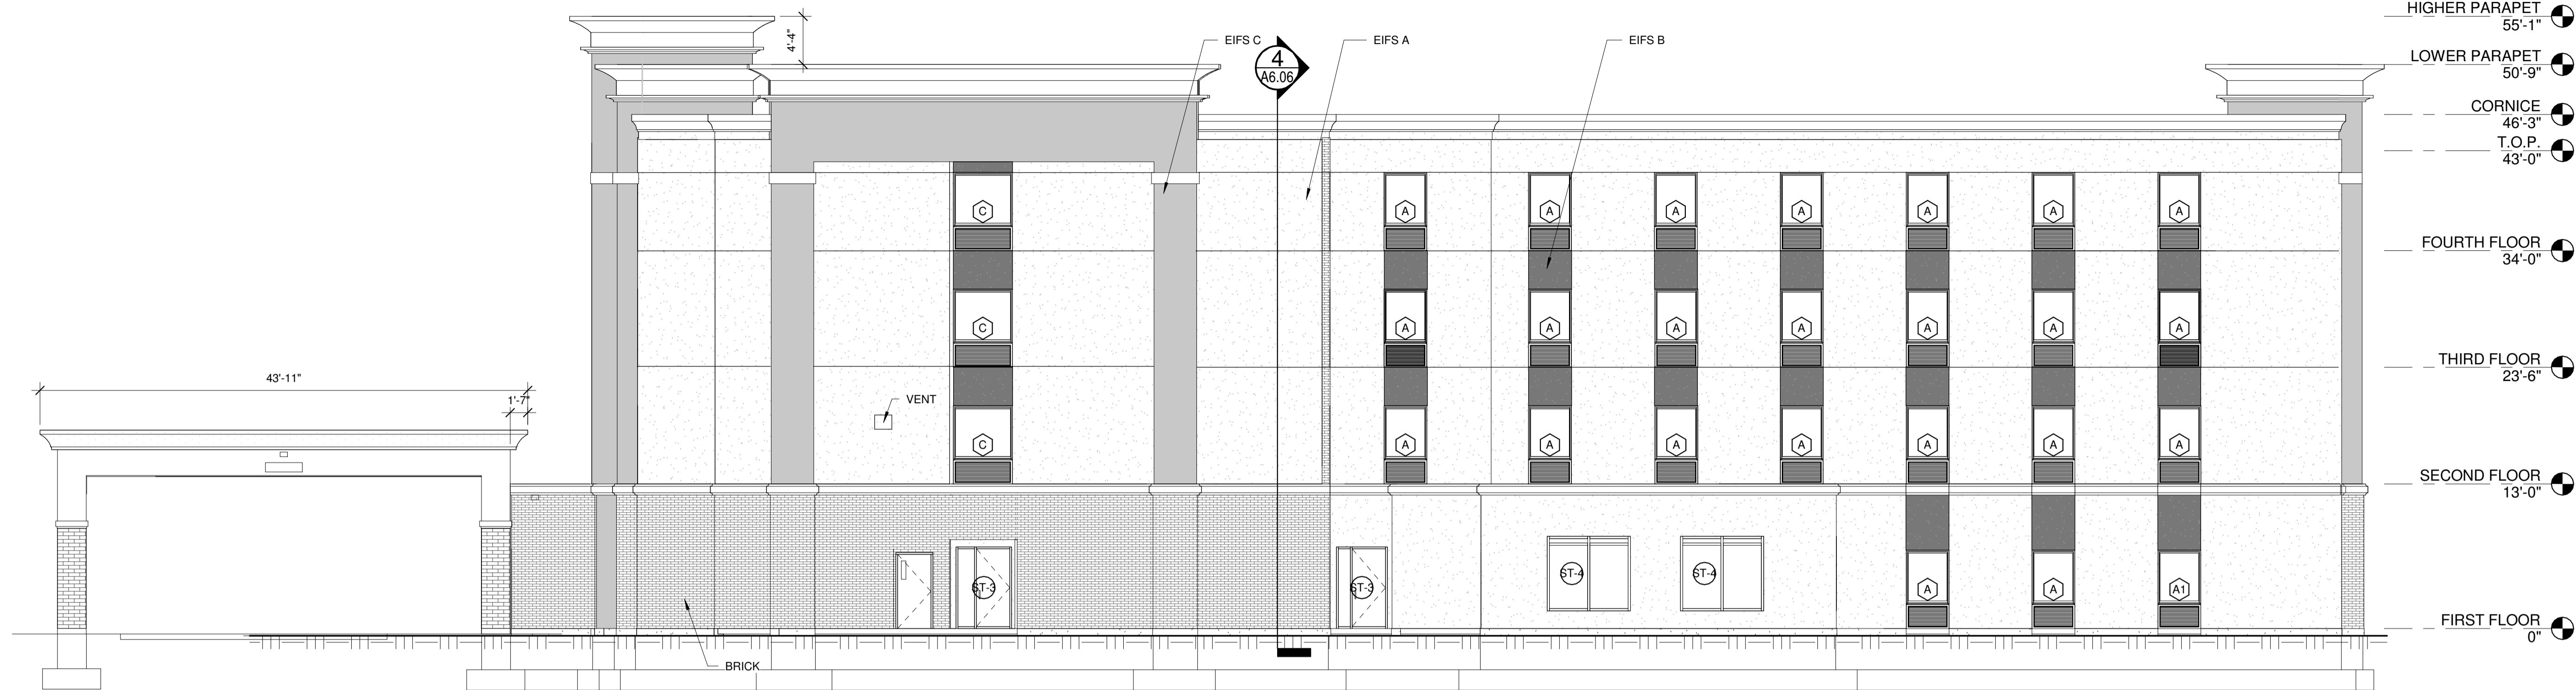 HIGHER PARAPET
55'-1"
4'-4"
EIFS C
4
A6.06
EIFS A
EIFS B
LOWER PARAPET
50'-9"
CORNICE
46'-3"
T.O.P.
43'-0"
C
A
A
A
A
A
A
A
FOURTH FLOOR
34'-0"
C
A
A
A
A
A
A
A
THIRD FLOOR
23'-6"
43'-11"
1'-7"
VENT
C
A
A
A
A
A
A
A
SECOND FLOOR
13'-0"
ST-3
ST-3
ST-4
ST-4
A
A
A1
FIRST FLOOR
0"
BRICK